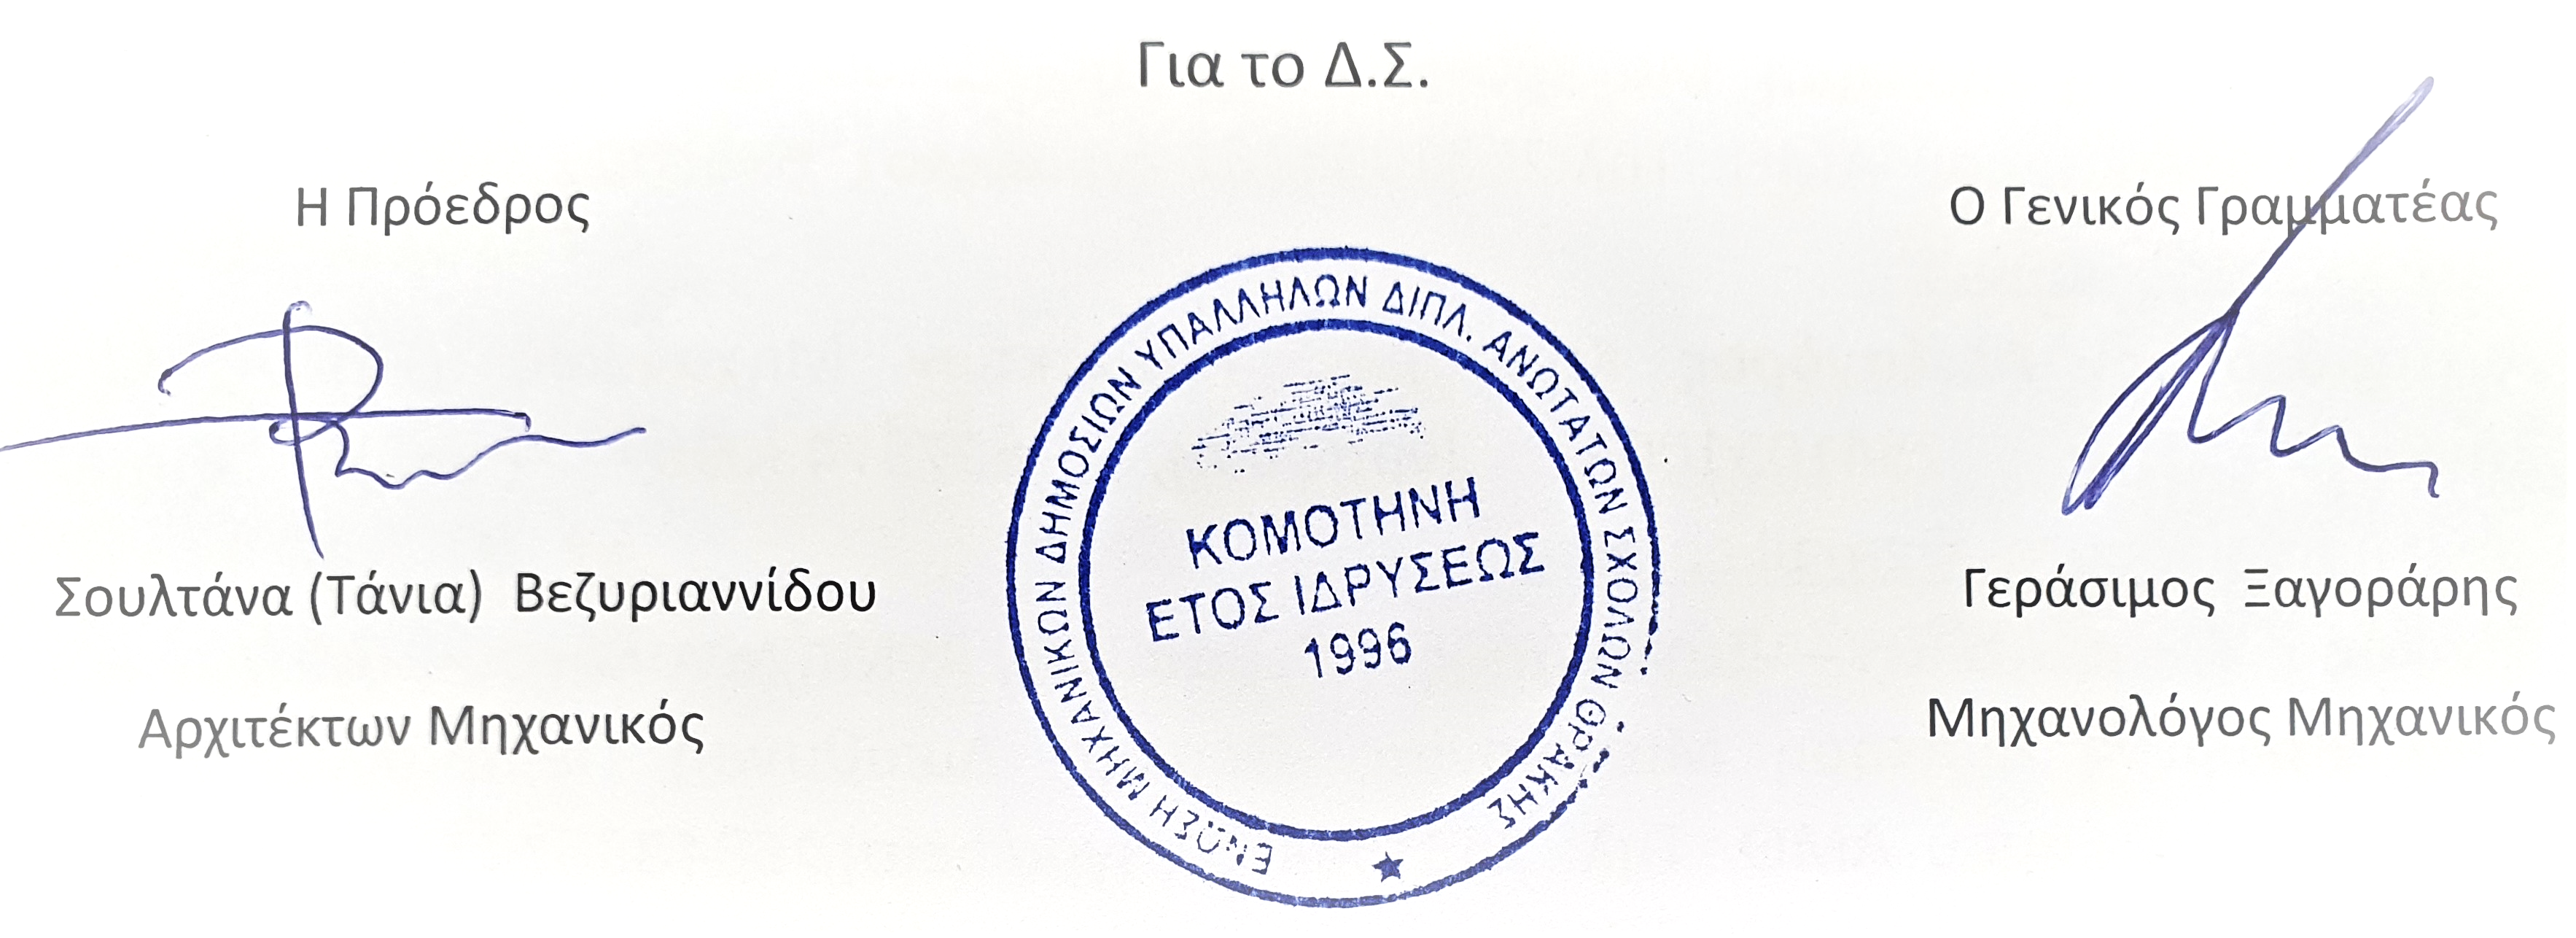 Για το Δ.Σ.
Η Πρόεδρος
Ο Γενικός Γραμματέας
ΕΝΩΣΗ ΜΗΧΑΝΙΚΩΝ ΔΗΜΟΣΙΩΝ ΥΠΑΛΛΗΛΩΝ ΔΙΠΛ. ΑΝΩΤΑΤΩΝ ΣΧΟΛΩΝ ΘΡΑΚΗΣ
ΚΟΜΟΤΗΝΗ
ΕΤΟΣ ΙΔΡΥΣΕΩΣ
1996
Σουλτάνα (Τάνια) Βεζυριαννίδου
Γεράσιμος Ξαγοράρης
Αρχιτέκτων Μηχανικός
Μηχανολόγος Μηχανικός